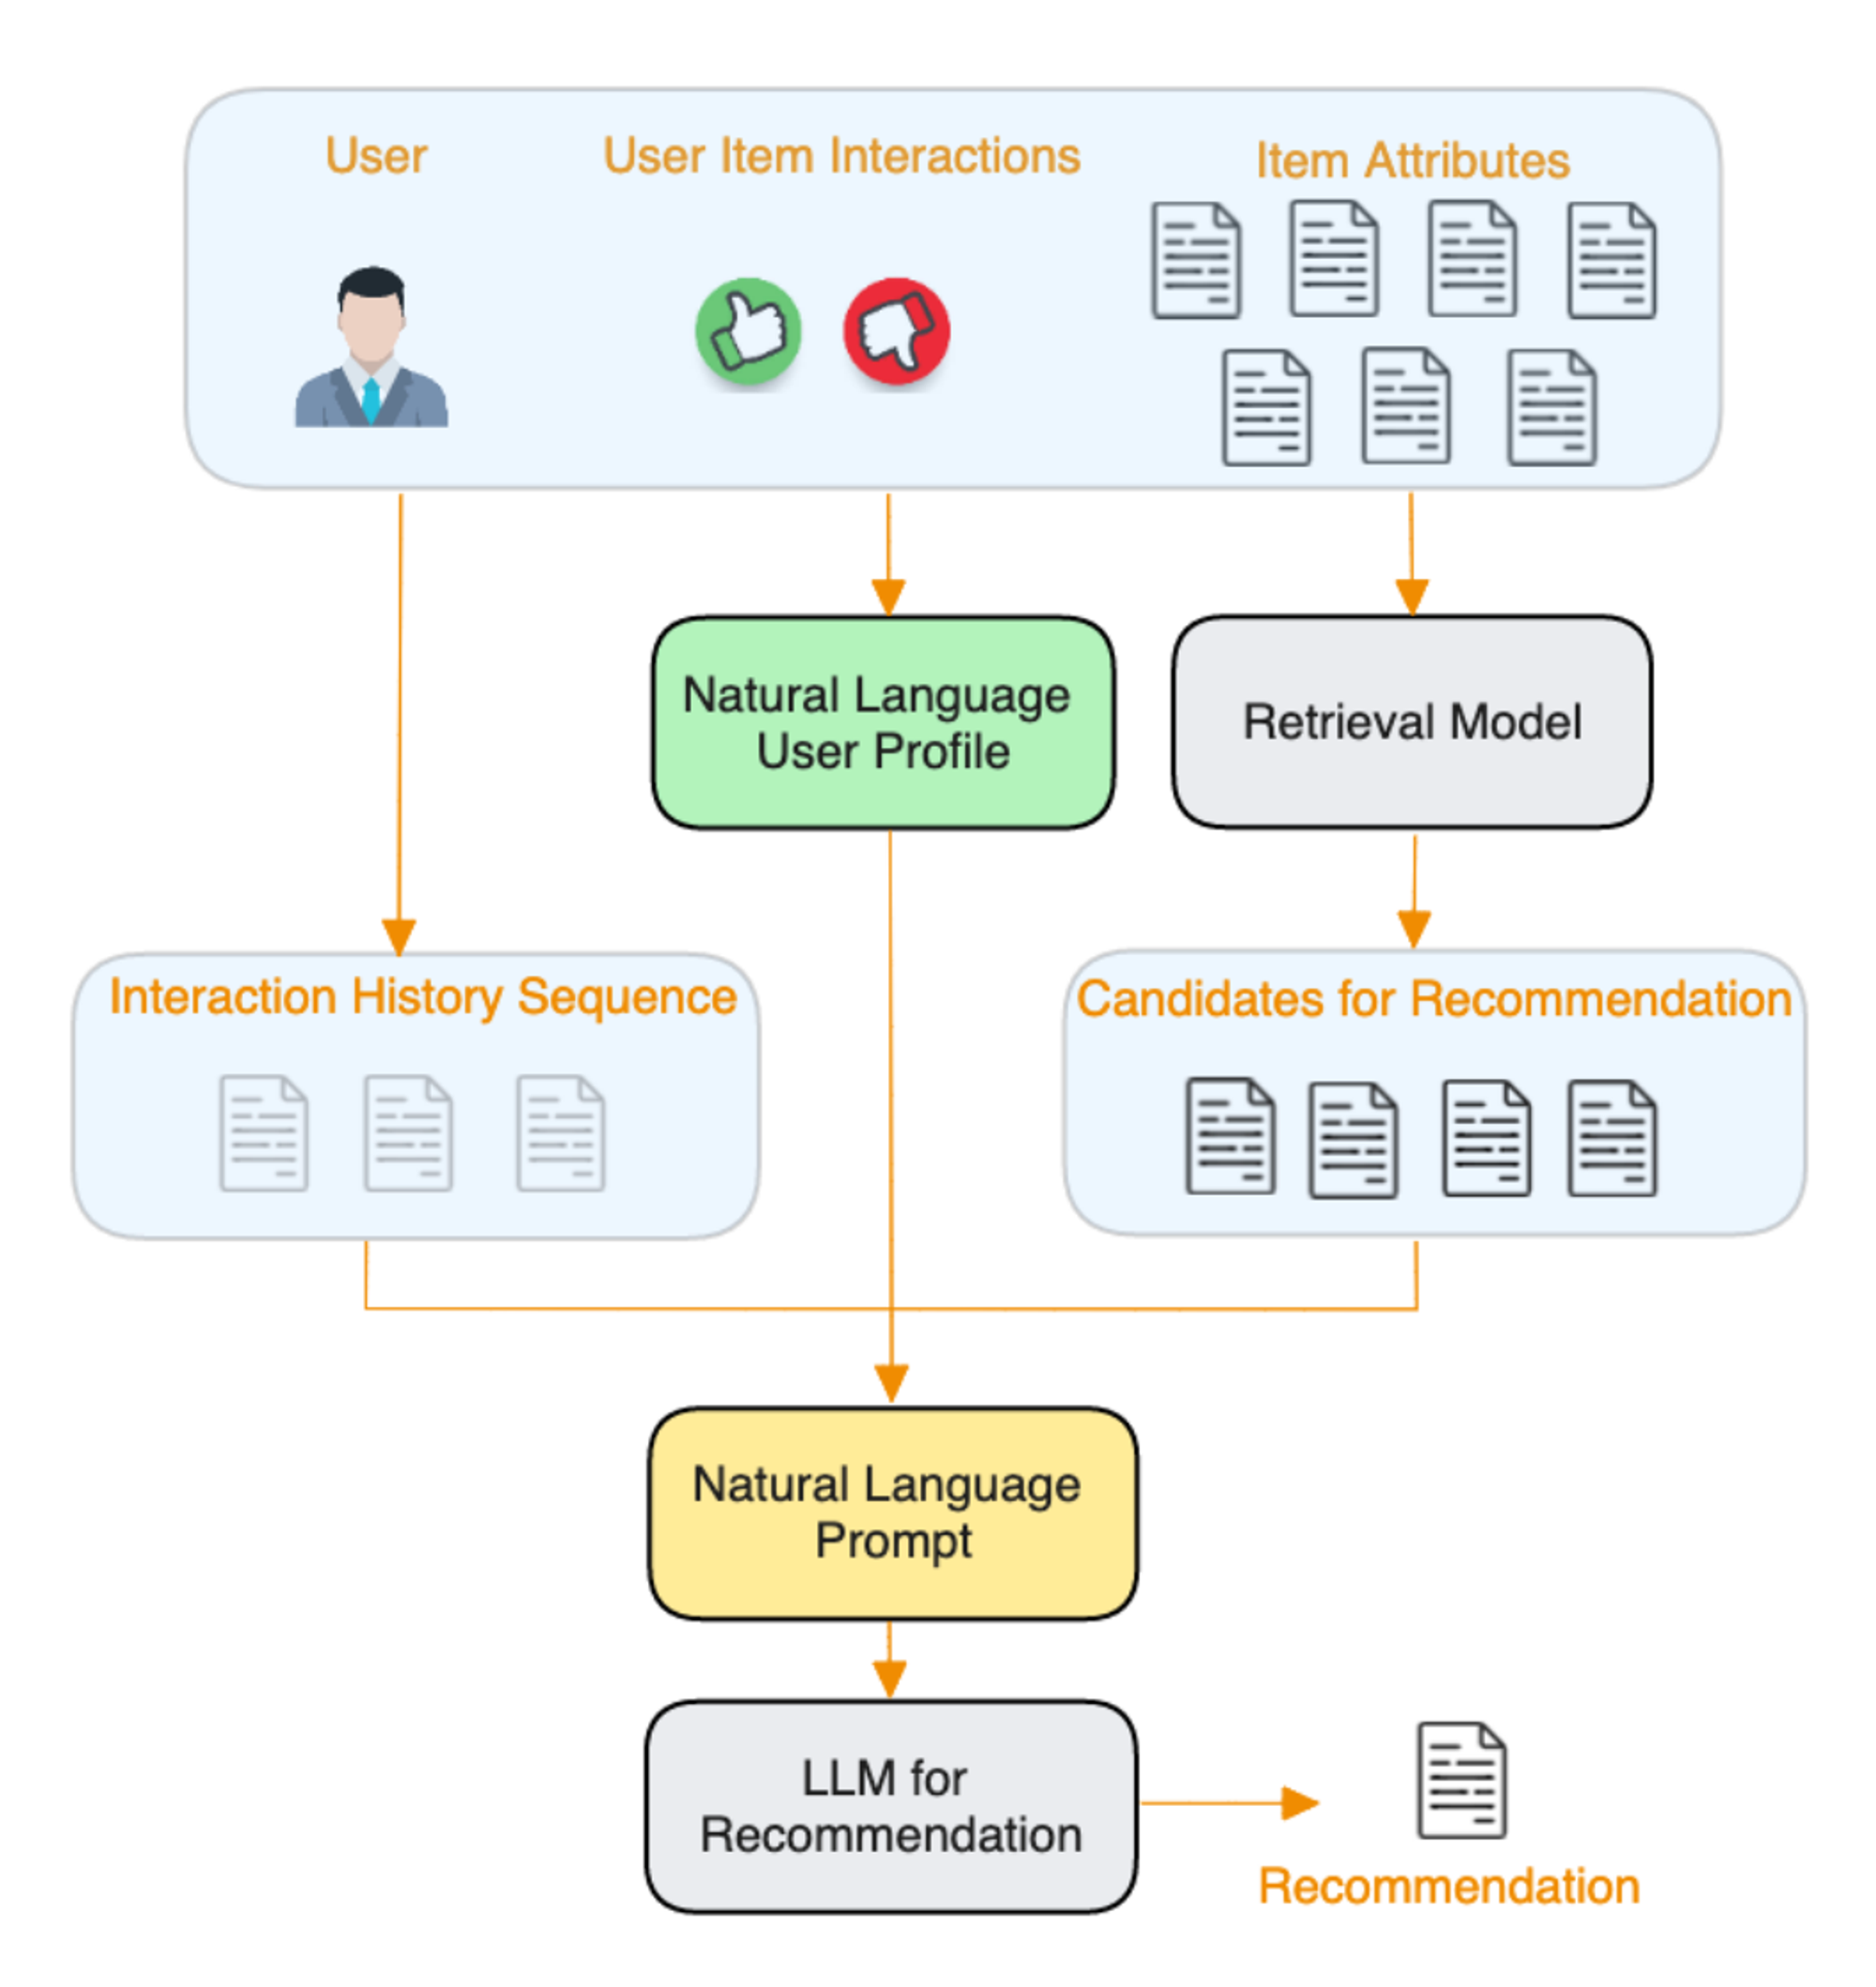 User
User Item Interactions
Item Attributes
Natural Language
User Profile
Retrieval Model
Interaction History Sequence
Candidates for Recommendation
Natural Language
Prompt
LLM for
Recommendation
Recommendation